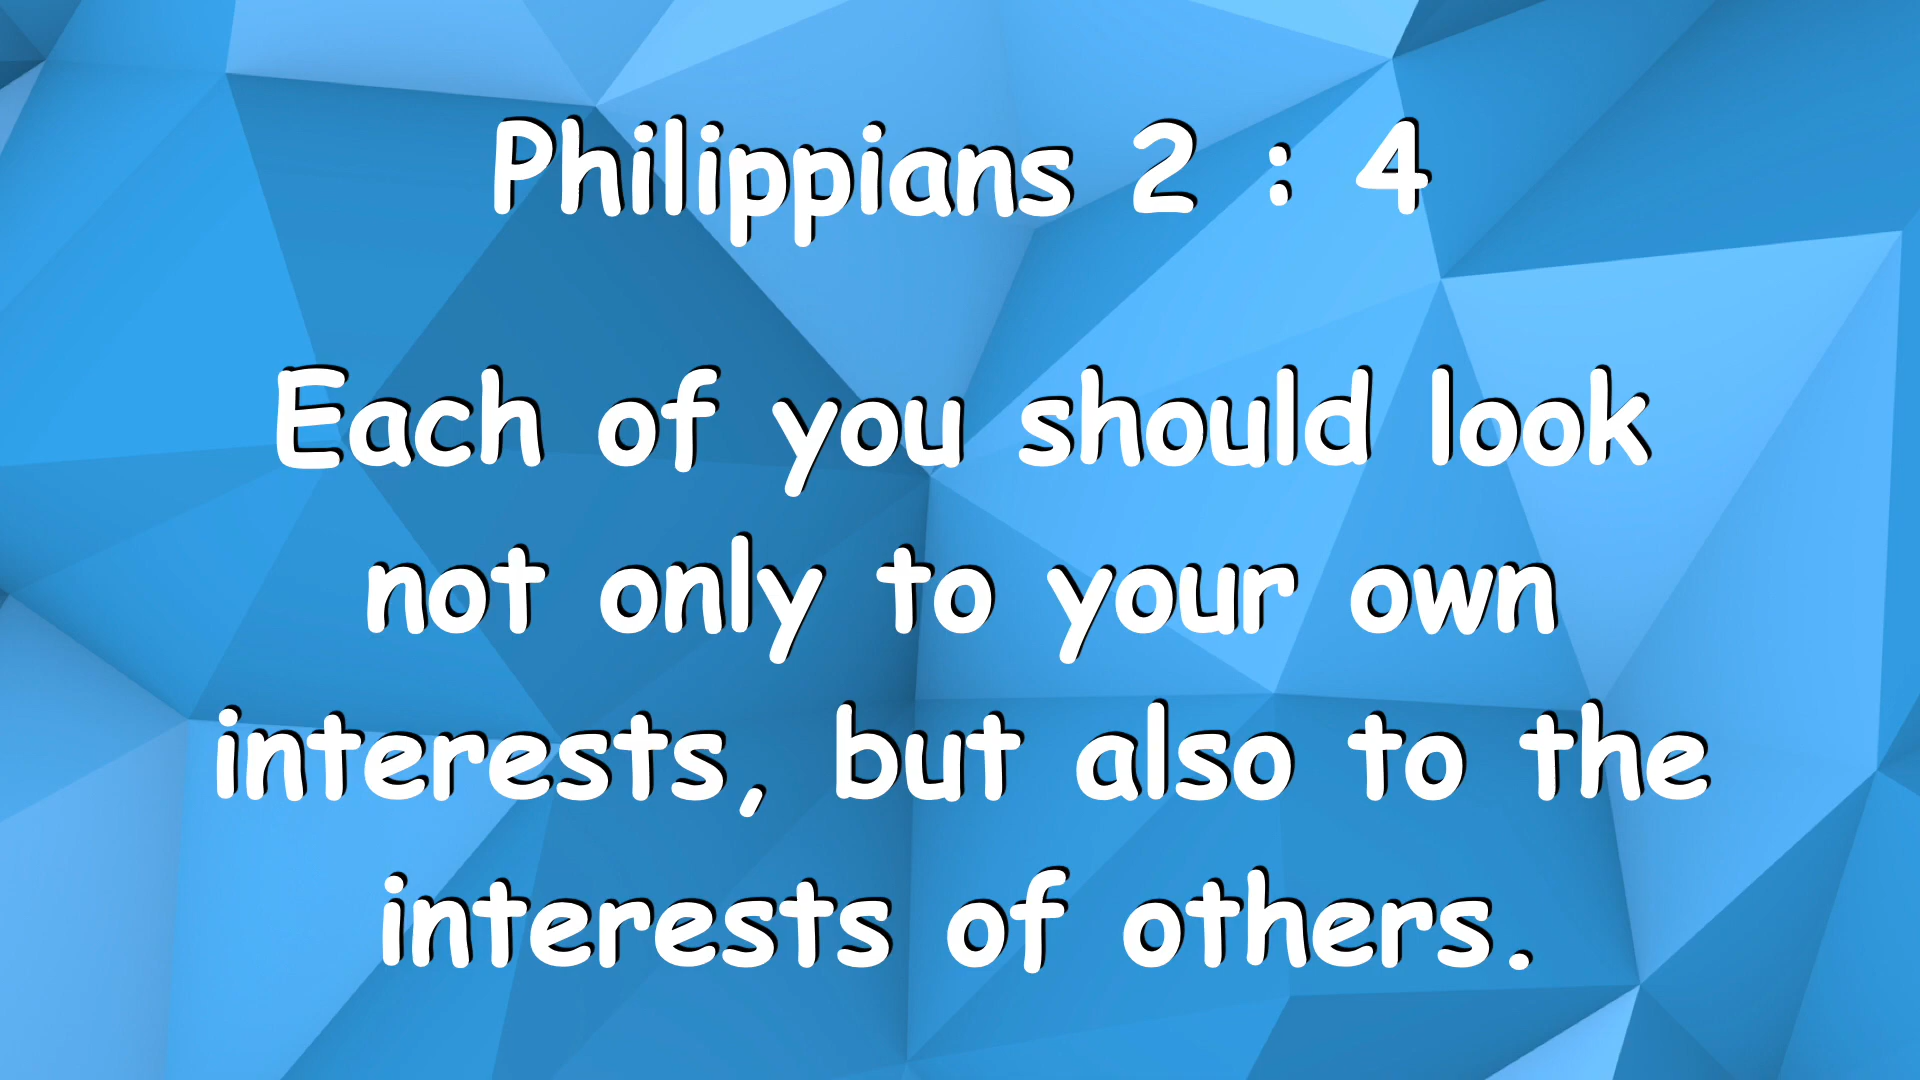 Philippians 2 : 4
Each of you should look
not only to your own
interests, but also to the
interests of others.